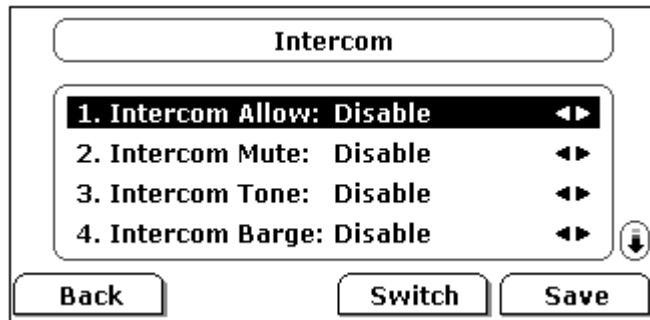 Intercom
1. Intercom Allow: Disable
2. Intercom Mute: Disable
3. Intercom Tone: Disable
4. Intercom Barge: Disable
Back Switch Save